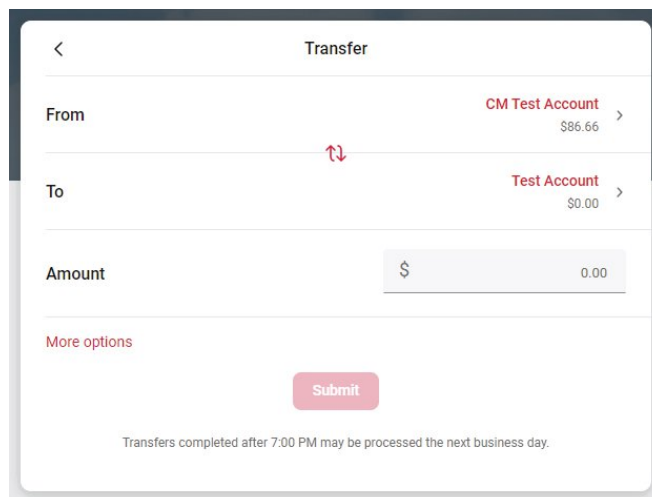 Transfer
From
CM Test Account
$86.66
To
Test Account
$0.00
Amount
$ 0.00
More options
Submit
Transfers completed after 7:00 PM may be processed the next business day.